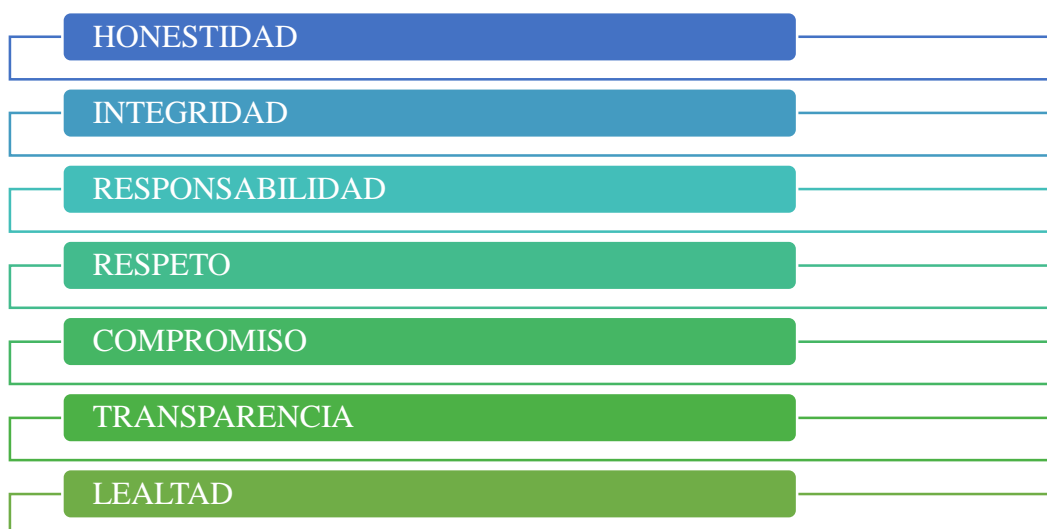 HONESTIDAD
INTEGRIDAD
RESPONSABILIDAD
RESPETO
COMPROMISO
TRANSPARENCIA
LEALTAD